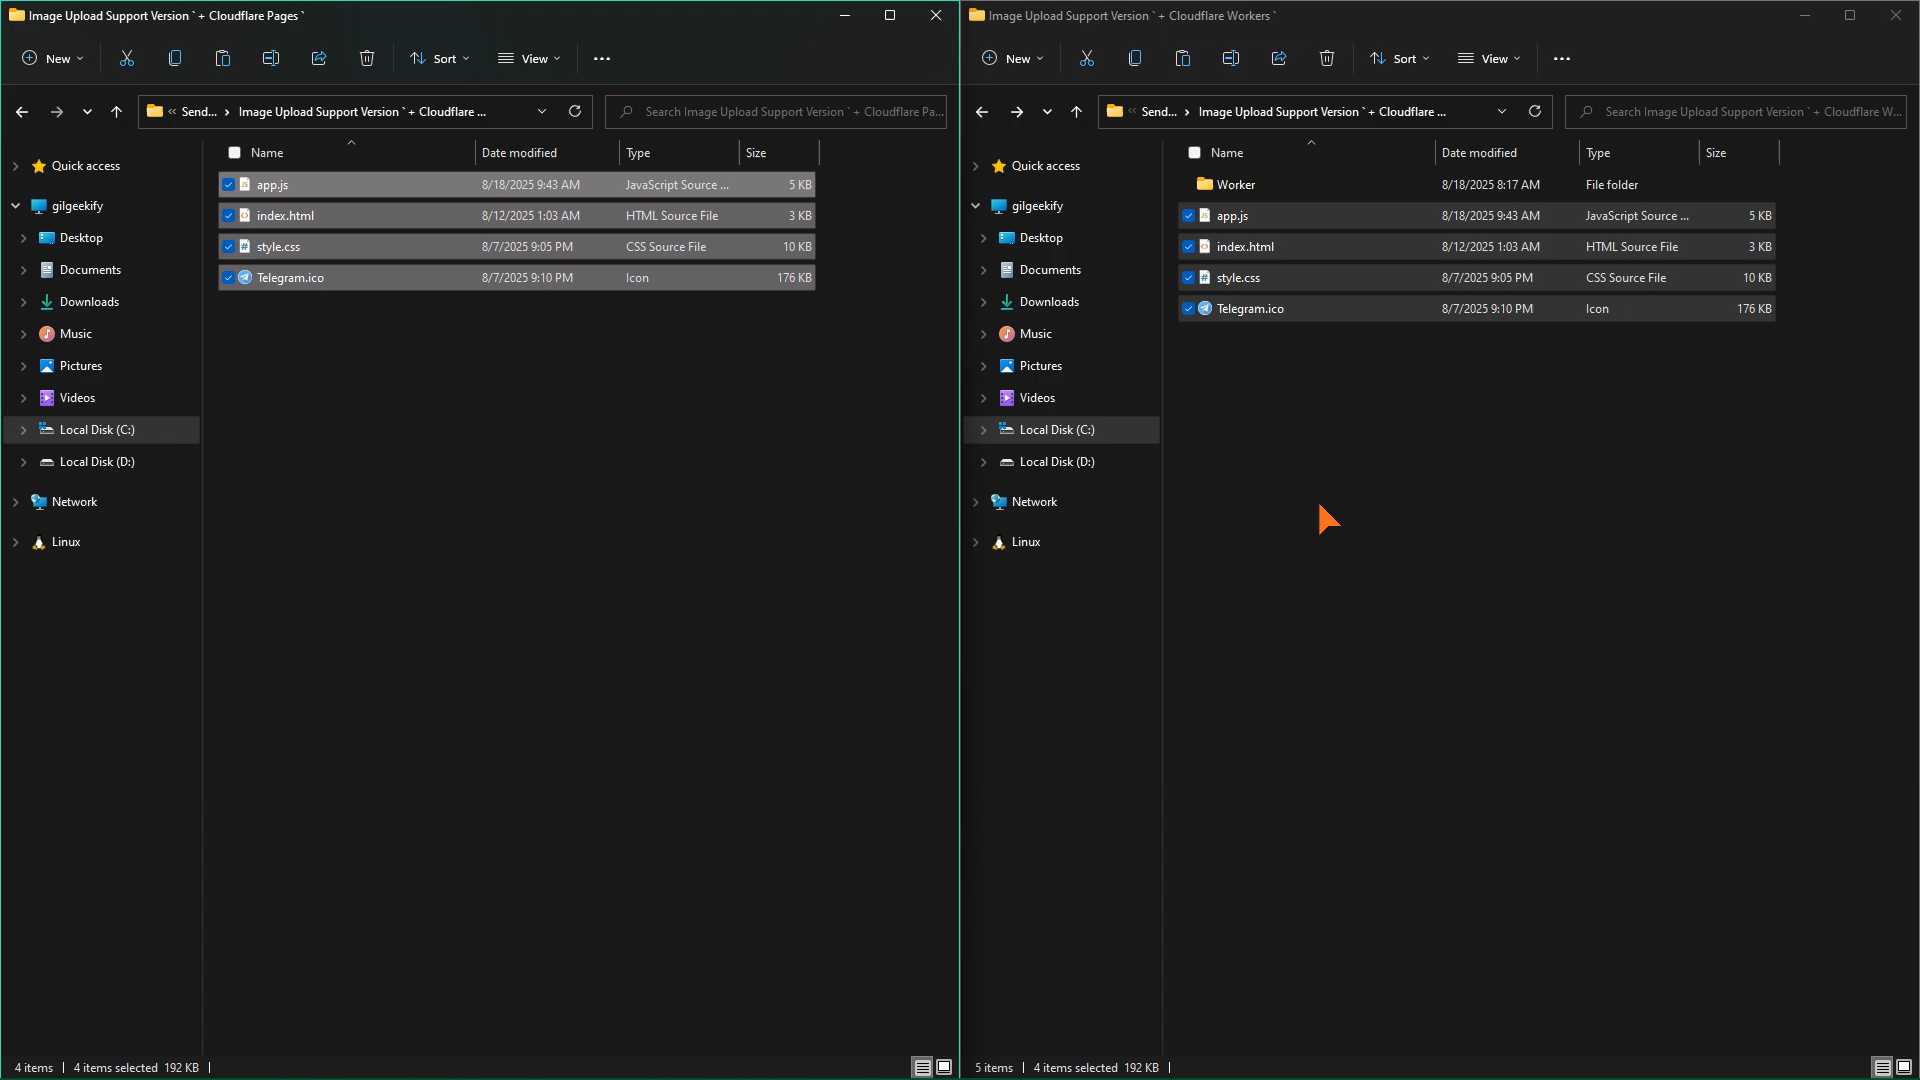 Image Upload Support Version ` + Cloudflare Pages `
New
Sort
View
Send...
Image Upload Support Version ` + Cloudflare ...
Search Image Upload Support Version ` + Cloudflare Pa...
Quick access
gilgeekify
Desktop
Documents
Downloads
Music
Pictures
Videos
Local Disk (C:)
Local Disk (D:)
Network
Linux
Name Date modified Type Size
app.js 8/18/2025 9:43 AM JavaScript Source ... 5 KB
index.html 8/12/2025 1:03 AM HTML Source File 3 KB
style.css 8/7/2025 9:05 PM CSS Source File 10 KB
Telegram.ico 8/7/2025 9:10 PM Icon 176 KB
4 items 4 items selected 192 KB
Image Upload Support Version ` + Cloudflare Workers `
New
Sort
View
Send...
Image Upload Support Version ` + Cloudflare ...
Search Image Upload Support Version ` + Cloudflare W...
Quick access
gilgeekify
Desktop
Documents
Downloads
Music
Pictures
Videos
Local Disk (C:)
Local Disk (D:)
Network
Linux
Name Date modified Type Size
Worker 8/18/2025 8:17 AM File folder
app.js 8/18/2025 9:43 AM JavaScript Source ... 5 KB
index.html 8/12/2025 1:03 AM HTML Source File 3 KB
style.css 8/7/2025 9:05 PM CSS Source File 10 KB
Telegram.ico 8/7/2025 9:10 PM Icon 176 KB
5 items 4 items selected 192 KB